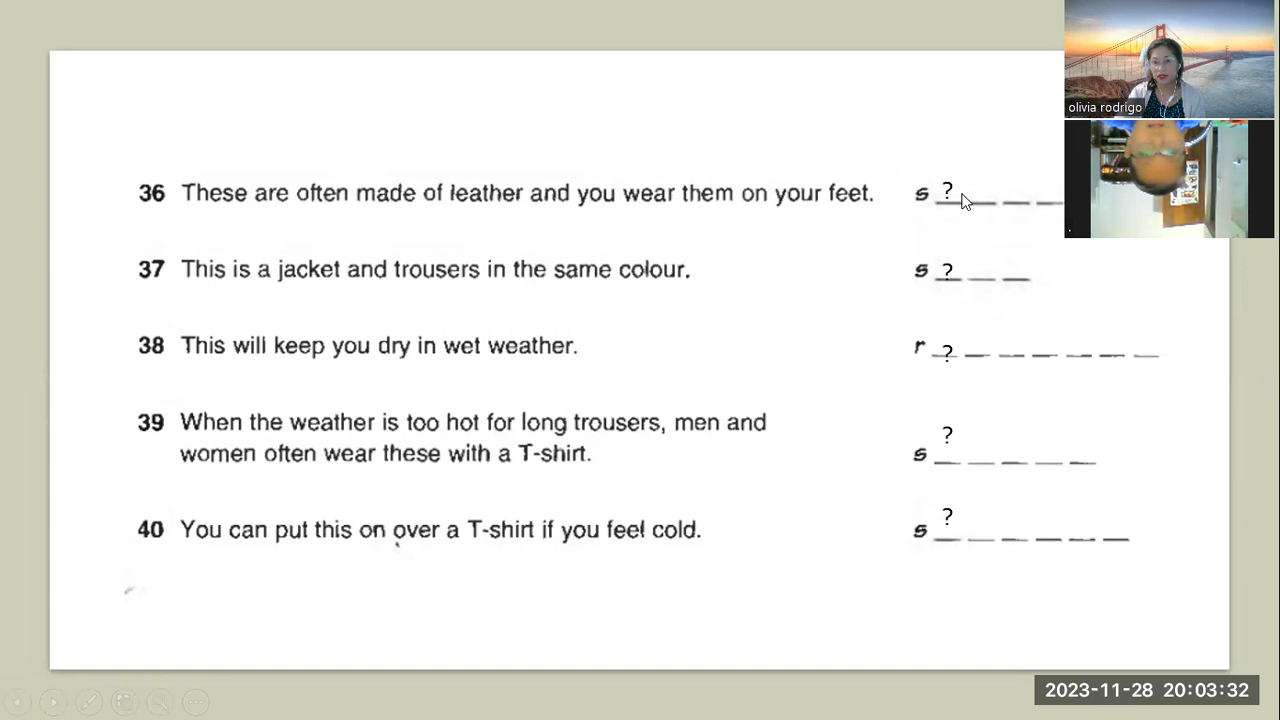 olivia rodrigo
36 These are often made of leather and you wear them on your feet. s ? _ _ _ _
37 This is a jacket and trousers in the same colour. s ? _ _ _
38 This will keep you dry in wet weather. r ? _ _ _ _ _ _ _
39 When the weather is too hot for long trousers, men and
women often wear these with a T-shirt. s ? _ _ _ _ _
40 You can put this on over a T-shirt if you feel cold. s ? _ _ _ _ _ _
2023-11-28 20:03:32